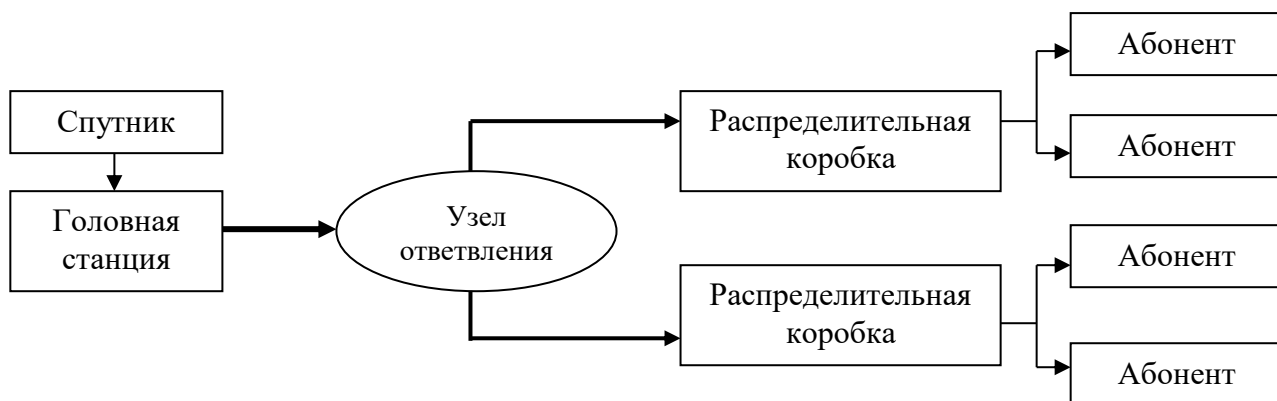 Спутник
Головная
станция
Узел
ответвления
Распределительная
коробка
Абонент
Абонент
Распределительная
коробка
Абонент
Абонент